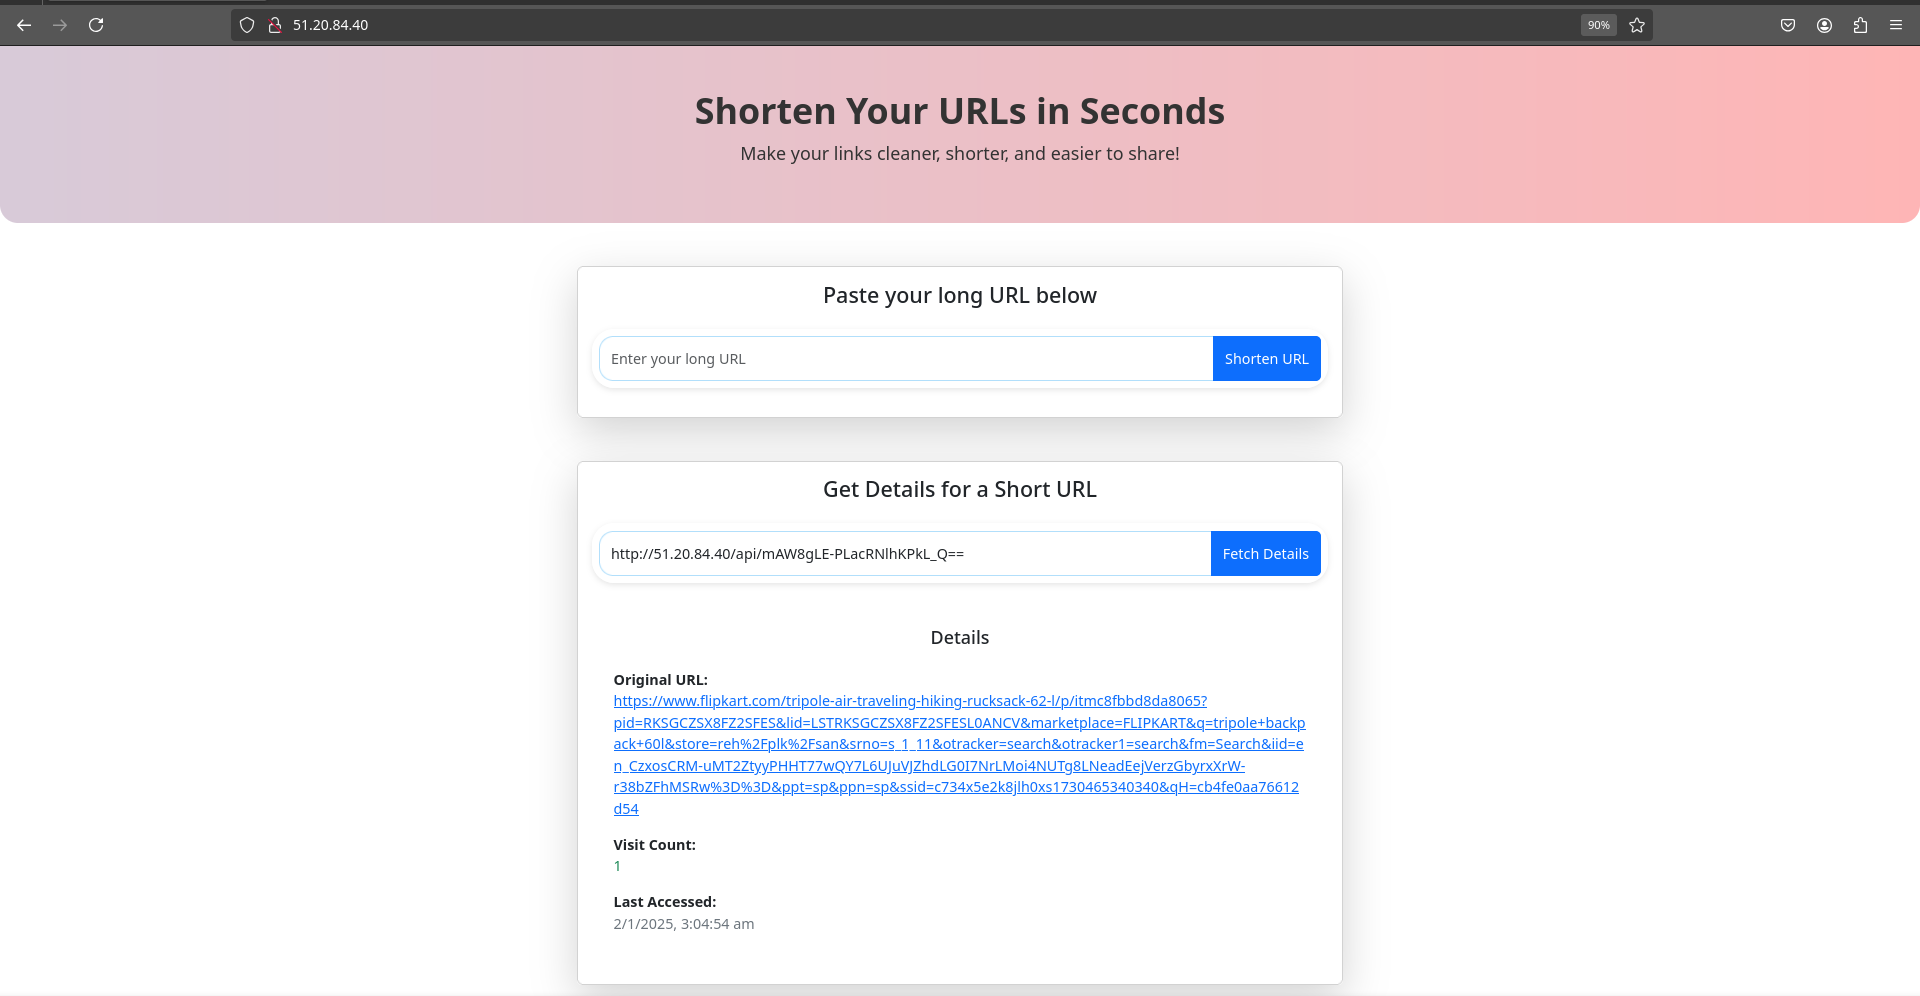 51.20.84.40
90%
Shorten Your URLs in Seconds
Make your links cleaner, shorter, and easier to share!
Paste your long URL below
Enter your long URL
Shorten URL
Get Details for a Short URL
http://51.20.84.40/api/mAW8gLE-PLacRNlhKPkL_Q==
Fetch Details
Details
Original URL:
https://www.flipkart.com/tripole-air-traveling-hiking-rucksack-62-l/p/itmc8fbbd8da8065?
pid=RKSGCZSX8FZ2SFES&lid=LSTRKSGCZSX8FZ2SFESL0ANCV&marketplace=FLIPKART&q=tripole+backp
ack+60l&store=reh%2Fplk%2Fsan&srno=s_1_11&otracker=search&otracker1=search&fm=Search&iid=e
n_CzxosCRM-uMT2ZtyyPHHT77wQY7L6UJuVJZhdLG0I7NrLMoi4NUTg8LNeadEejVerzGbyrxXrW-
r38bZFhMSRw%3D%3D&ppt=sp&ppn=sp&ssid=c734x5e2k8jlh0xs1730465340340&qH=cb4fe0aa76612
d54
Visit Count:
1
Last Accessed:
2/1/2025, 3:04:54 am